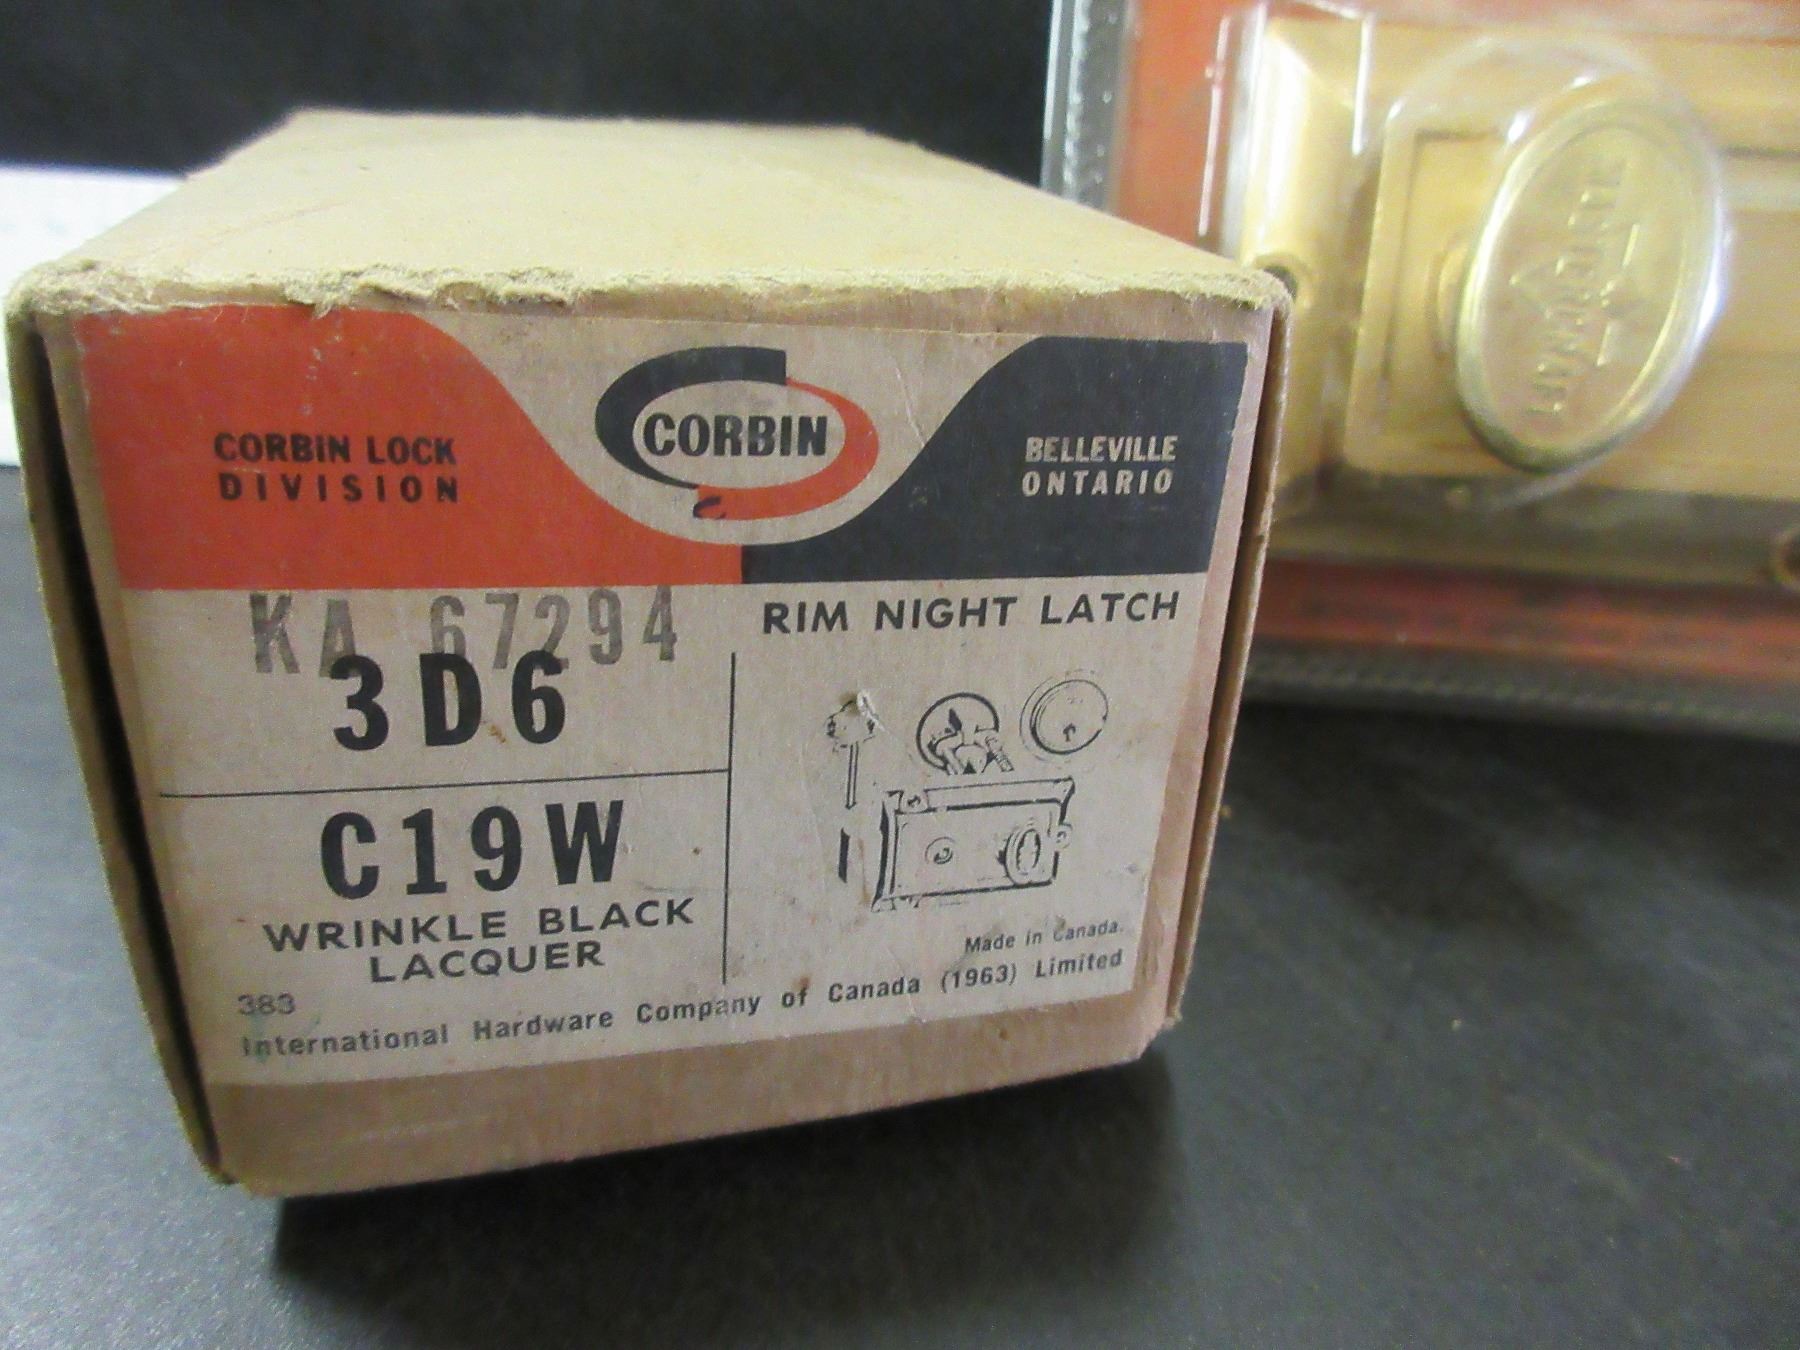 CORBIN LOCK
DIVISION
CORBIN
BELLEVILLE
ONTARIO
KA 67294
3D6
RIM NIGHT LATCH
C19W
WRINKLE BLACK
LACQUER
383
Made in Canada.
International Hardware Company of Canada (1963) Limited